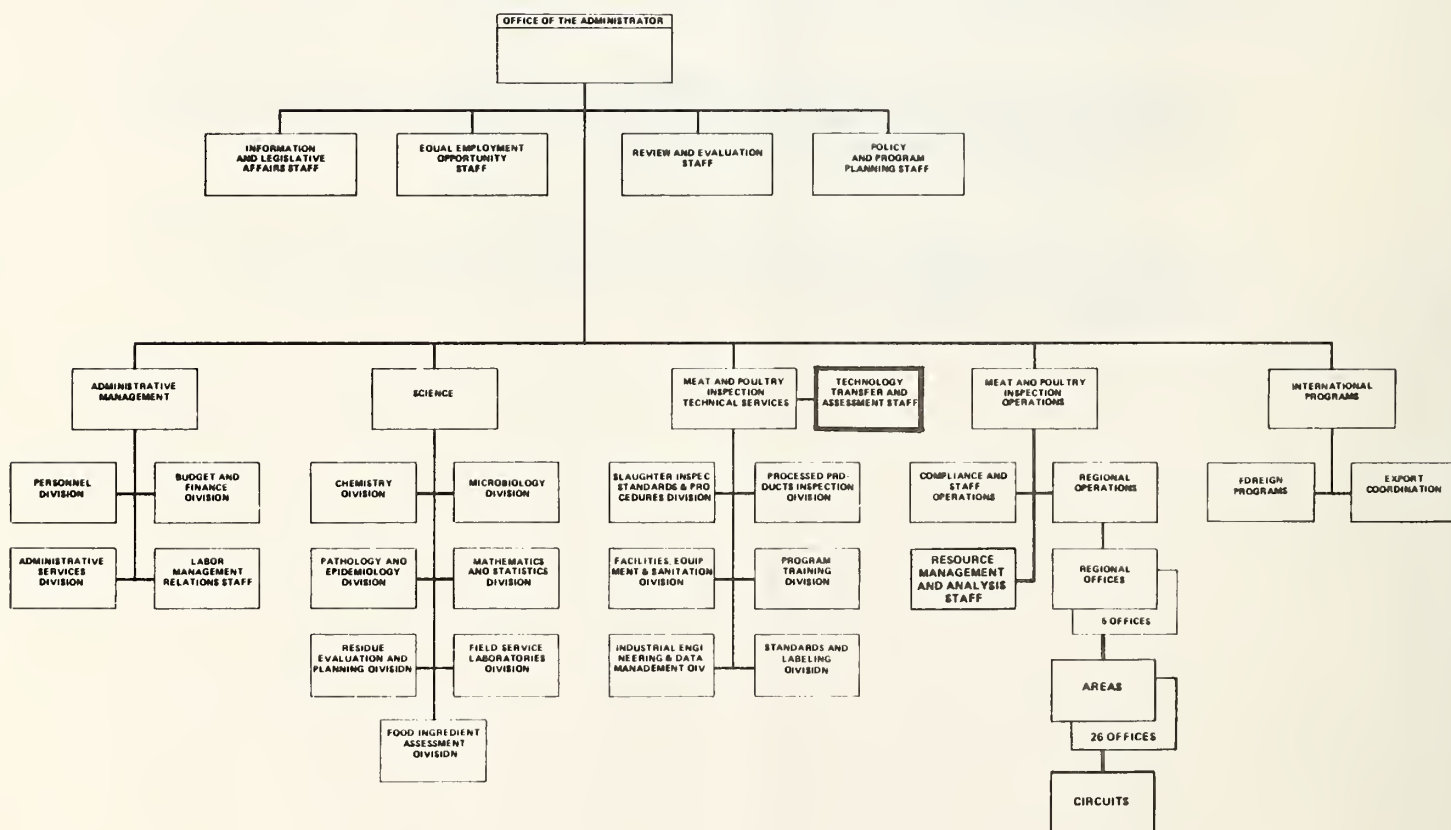 OFFICE OF THE ADMINISTRATOR
INFORMATION
AND LEGISLATIVE
AFFAIRS STAFF
EQUAL EMPLOYMENT
OPPORTUNITY
STAFF
REVIEW AND EVALUATION
STAFF
POLICY
AND PROGRAM
PLANNING STAFF
ADMINISTRATIVE
MANAGEMENT
SCIENCE
MEAT AND POULTRY
INSPECTION
TECHNICAL SERVICES
TECHNOLOGY
TRANSFER AND
ASSESSMENT STAFF
MEAT AND POULTRY
INSPECTION
OPERATIONS
INTERNATIONAL
PROGRAMS
PERSONNEL
DIVISION
BUDGET AND
FINANCE
DIVISION
CHEMISTRY
DIVISION
MICROBIOLOGY
DIVISION
SLAUGHTER INSPEC
STANDARDS & PRO
CEDURES DIVISION
PROCESSED PRO-
DUCTS INSPECTION
DIVISION
COMPLIANCE AND
STAFF
OPERATIONS
REGIONAL
OPERATIONS
FOREIGN
PROGRAMS
EXPORT
COORDINATION
ADMINISTRATIVE
SERVICES
DIVISION
LABOR
MANAGEMENT
RELATIONS STAFF
PATHOLOGY AND
EPIDEMIOLOGY
DIVISION
MATHEMATICS
AND STATISTICS
DIVISION
FACILITIES, EQUIP
MENT & SANITATION
DIVISION
PROGRAM
TRAINING
DIVISION
RESOURCE
MANAGEMENT
AND ANALYSIS
STAFF
REGIONAL
OFFICES
5 OFFICES
RESIDUE
EVALUATION AND
PLANNING DIVISION
FIELD SERVICE
LABORATORIES
DIVISION
INDUSTRIAL ENGI
NEERING & DATA
MANAGEMENT DIV
STANDARDS AND
LABELING
DIVISION
AREAS
26 OFFICES
FOOD INGREDIENT
ASSESSMENT
DIVISION
CIRCUITS